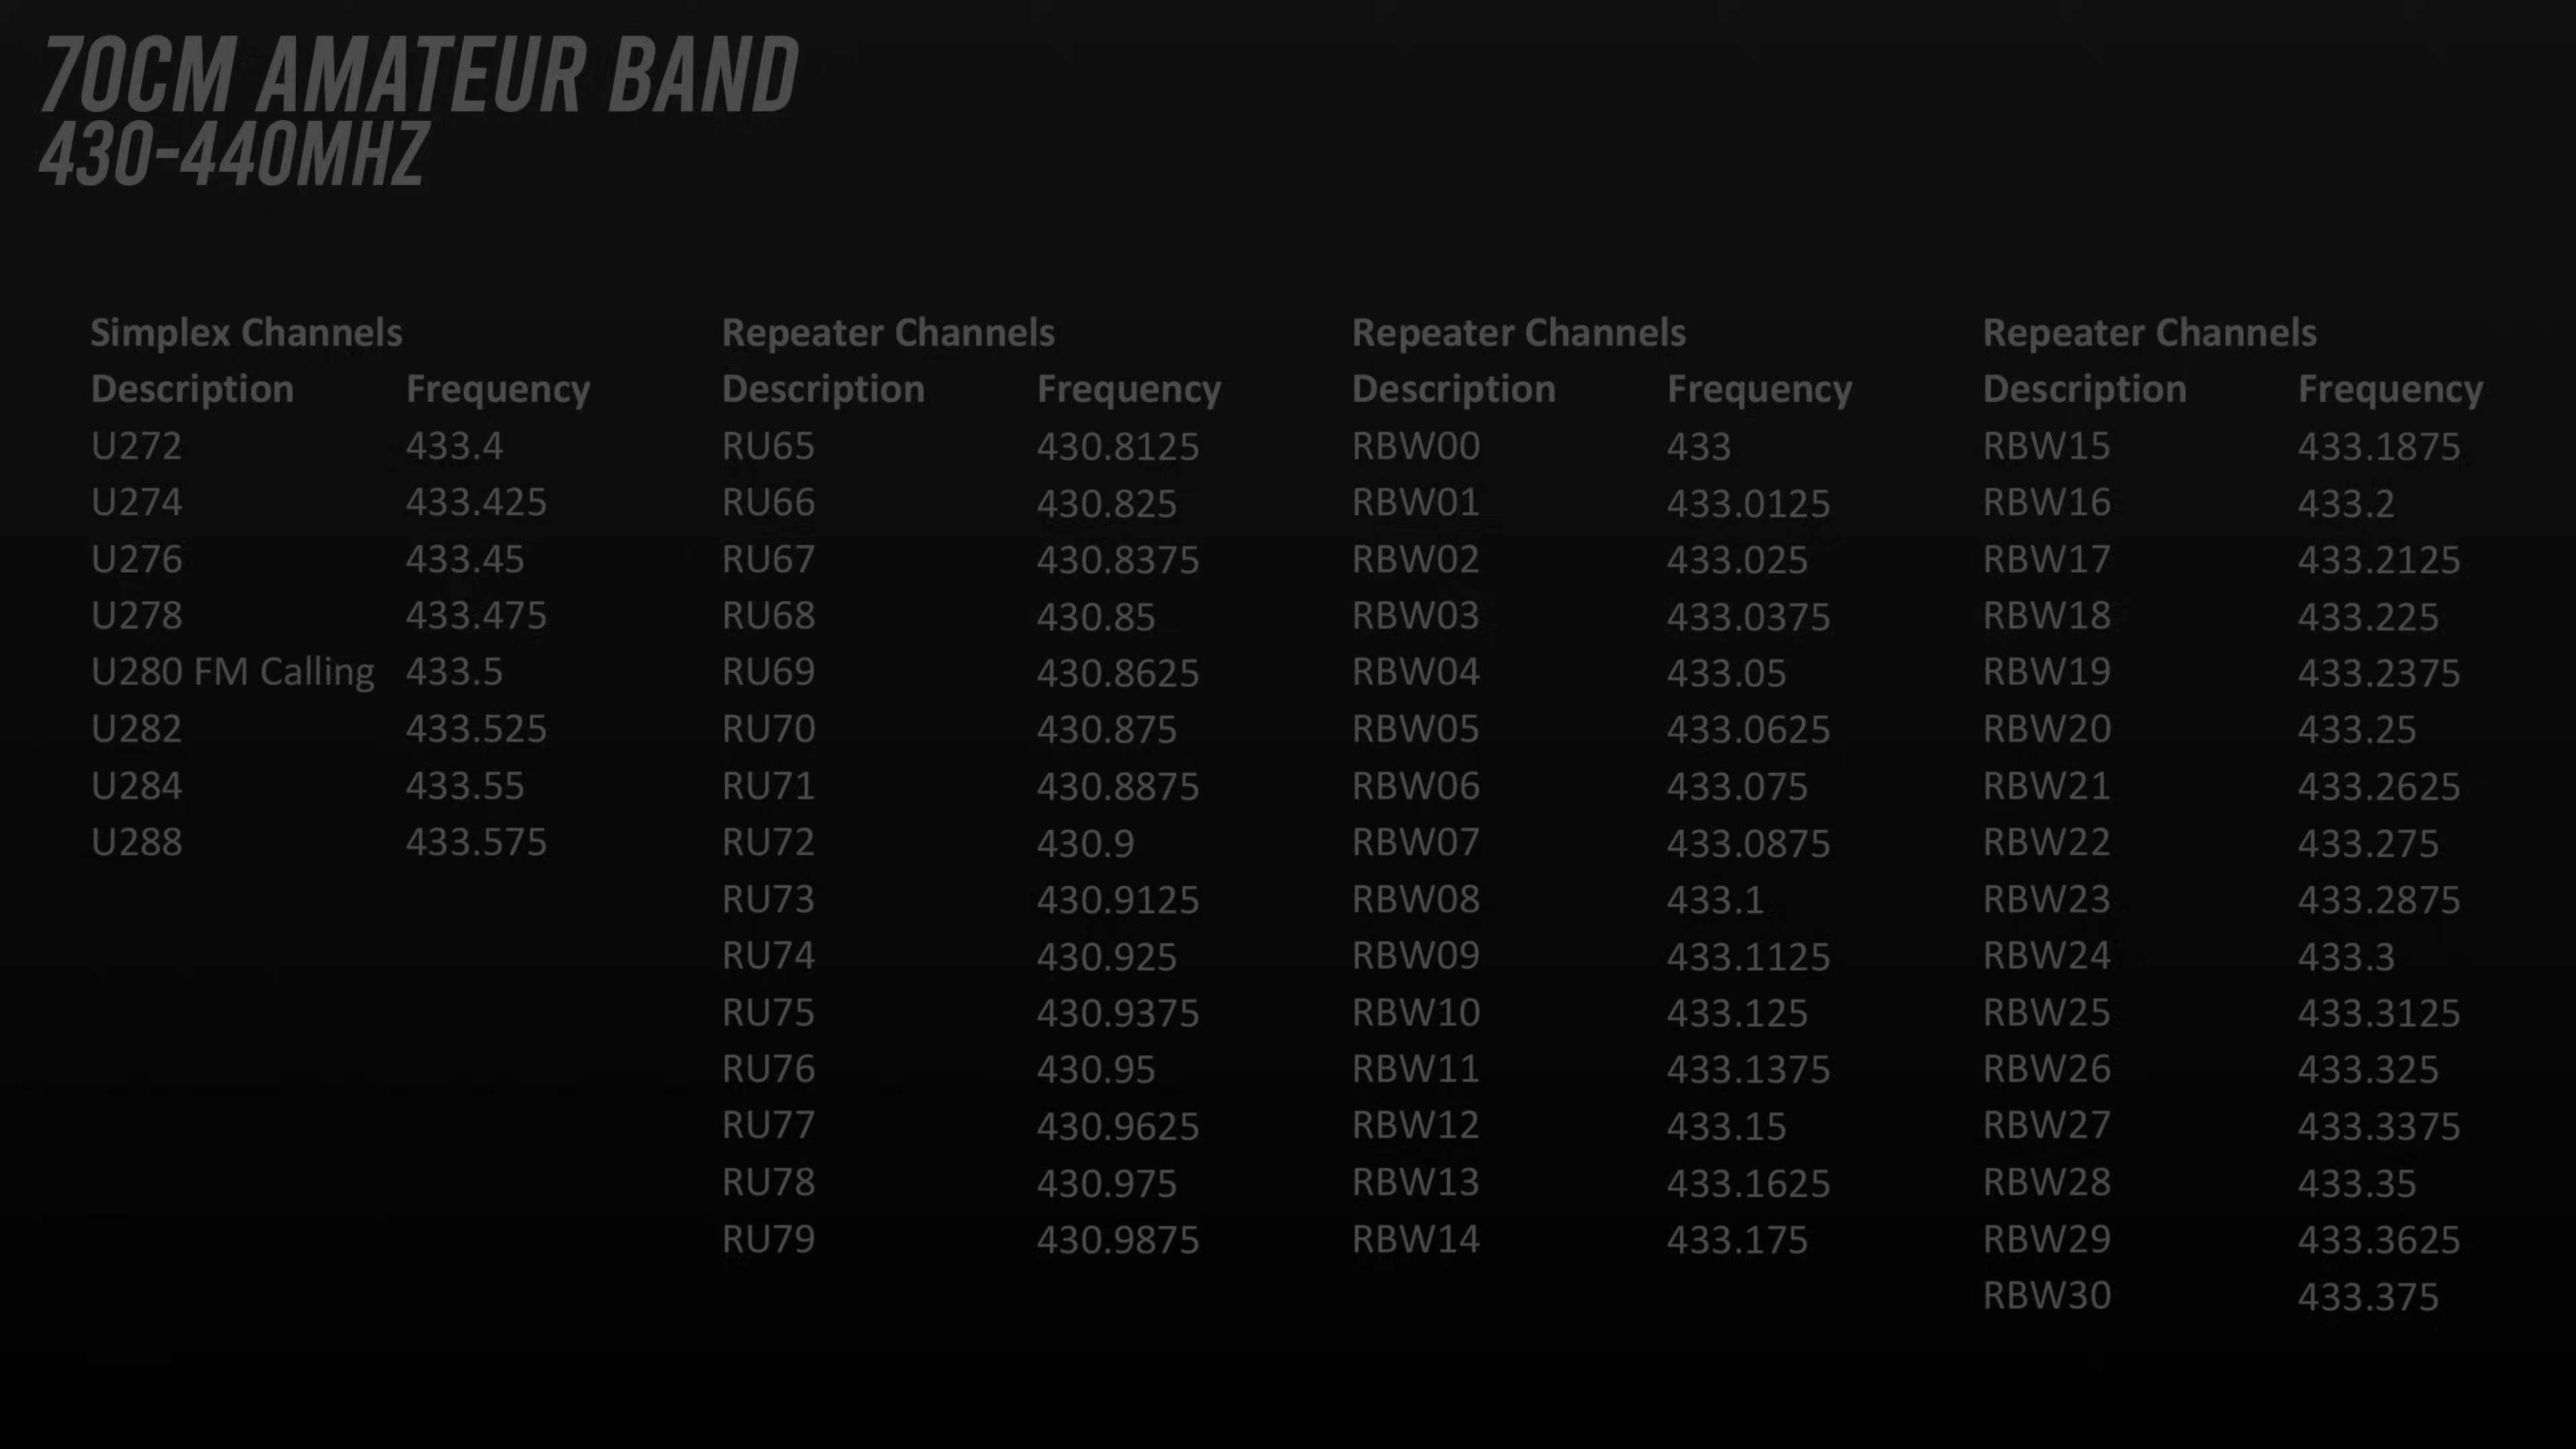 70CM AMATEUR BAND
430-440MHZ
Simplex Channels Repeater Channels Repeater Channels Repeater Channels
Description Frequency Description Frequency Description Frequency Description Frequency
U272 433.4 RU65 430.8125 RBW00 433 RBW15 433.1875
U274 433.425 RU66 430.825 RBW01 433.0125 RBW16 433.2
U276 433.45 RU67 430.8375 RBW02 433.025 RBW17 433.2125
U278 433.475 RU68 430.85 RBW03 433.0375 RBW18 433.225
U280 FM Calling 433.5 RU69 430.8625 RBW04 433.05 RBW19 433.2375
U282 433.525 RU70 430.875 RBW05 433.0625 RBW20 433.25
U284 433.55 RU71 430.8875 RBW06 433.075 RBW21 433.2625
U288 433.575 RU72 430.9 RBW07 433.0875 RBW22 433.275
RU73 430.9125 RBW08 433.1 RBW23 433.2875
RU74 430.925 RBW09 433.1125 RBW24 433.3
RU75 430.9375 RBW10 433.125 RBW25 433.3125
RU76 430.95 RBW11 433.1375 RBW26 433.325
RU77 430.9625 RBW12 433.15 RBW27 433.3375
RU78 430.975 RBW13 433.1625 RBW28 433.35
RU79 430.9875 RBW14 433.175 RBW29 433.3625
RBW30 433.375